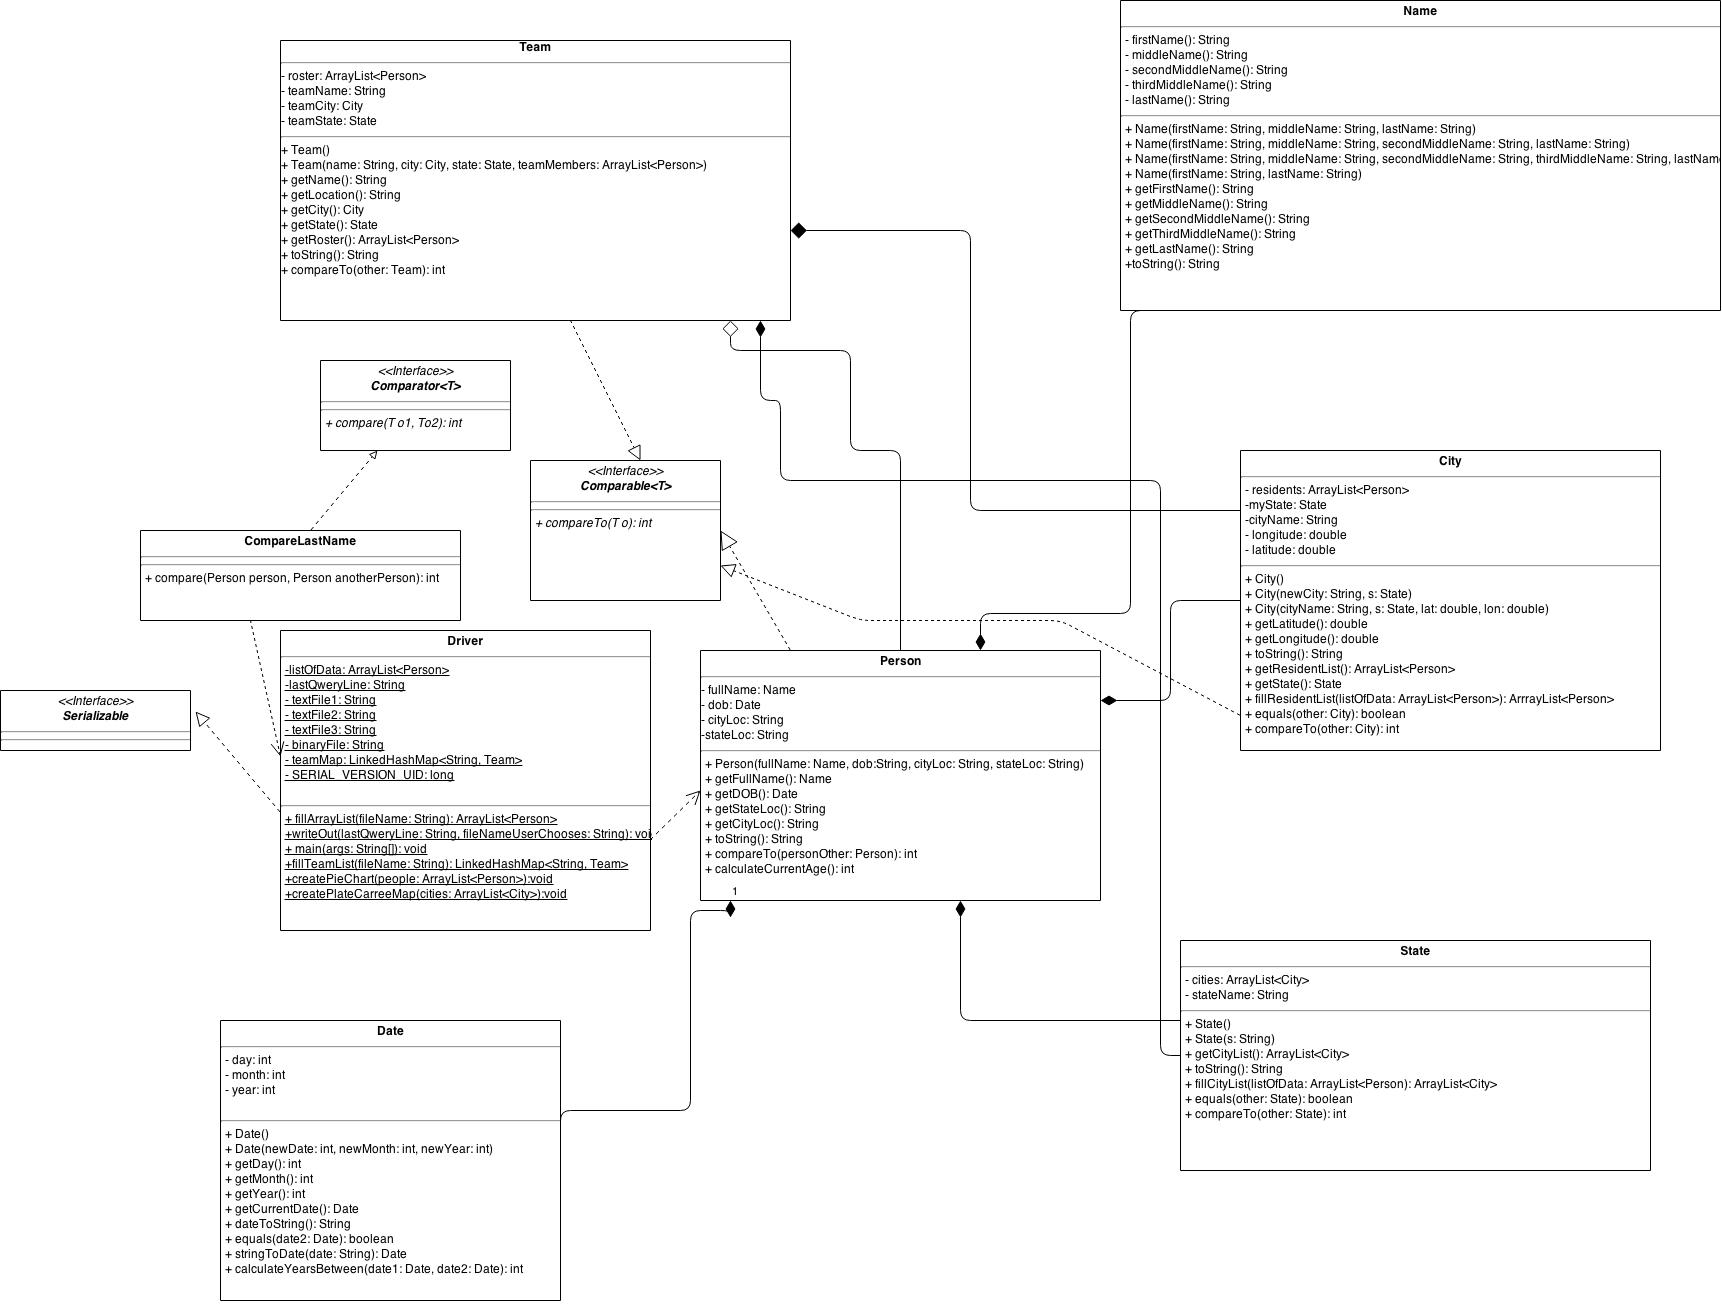 Team
- roster: ArrayList<Person>
- teamName: String
- teamCity: City
- teamState: State
+ Team()
+ Team(name: String, city: City, state: State, teamMembers: ArrayList<Person>)
+ getName(): String
+ getLocation(): String
+ getCity(): City
+ getState(): State
+ getRoster(): ArrayList<Person>
+ toString(): String
+ compareTo(other: Team): int
Name
- firstName(): String
- middleName(): String
- secondMiddleName(): String
- thirdMiddleName(): String
- lastName(): String
+ Name(firstName: String, middleName: String, lastName: String)
+ Name(firstName: String, middleName: String, secondMiddleName: String, lastName: String)
+ Name(firstName: String, middleName: String, secondMiddleName: String, thirdMiddleName: String, lastNam
+ Name(firstName: String, lastName: String)
+ getFirstName(): String
+ getMiddleName(): String
+ getSecondMiddleName(): String
+ getThirdMiddleName(): String
+ getLastName(): String
+toString(): String
<<Interface>>
Comparator<T>
+ compare(T o1, To2): int
<<Interface>>
Comparable<T>
+ compareTo(T o): int
City
- residents: ArrayList<Person>
-myState: State
-cityName: String
- longitude: double
- latitude: double
+ City()
+ City(newCity: String, s: State)
+ City(cityName: String, s: State, lat: double, lon: double)
+ getLatitude(): double
+ getLongitude(): double
+ toString(): String
+ getResidentList(): ArrayList<Person>
+ getState(): State
+ fillResidentList(listOfData: ArrayList<Person>): ArrayList<Person>
+ equals(other: City): boolean
+ compareTo(other: City): int
CompareLastName
+ compare(Person person, Person anotherPerson): int
Driver
-listOfData: ArrayList<Person>
-lastQweryLine: String
- textFile1: String
- textFile2: String
- textFile3: String
- binaryFile: String
- teamMap: LinkedHashMap<String, Team>
- SERIAL_VERSION_UID: long
+ fillArrayList(fileName: String): ArrayList<Person>
+writeOut(lastQweryLine: String, fileNameUserChooses: String): voi
+ main(args: String[]): void
+fillTeamList(fileName: String): LinkedHashMap<String, Team>
+createPieChart(people: ArrayList<Person>):void
+createPlateCarreeMap(cities: ArrayList<City>):void
<<Interface>>
Serializable
Person
- fullName: Name
- dob: Date
- cityLoc: String
-stateLoc: String
+ Person(fullName: Name, dob:String, cityLoc: String, stateLoc: String)
+ getFullName(): Name
+ getDOB(): Date
+ getStateLoc(): String
+ getCityLoc(): String
+ toString(): String
+ compareTo(personOther: Person): int
+ calculateCurrentAge(): int
1
State
- cities: ArrayList<City>
- stateName: String
+ State()
+ State(s: String)
+ getCityList(): ArrayList<City>
+ toString(): String
+ fillCityList(listOfData: ArrayList<Person): ArrayList<City>
+ equals(other: State): boolean
+ compareTo(other: State): int
Date
- day: int
- month: int
- year: int
+ Date()
+ Date(newDate: int, newMonth: int, newYear: int)
+ getDay(): int
+ getMonth(): int
+ getYear(): int
+ getCurrentDate(): Date
+ dateToString(): String
+ equals(date2: Date): boolean
+ stringToDate(date: String): Date
+ calculateYearsBetween(date1: Date, date2: Date): int